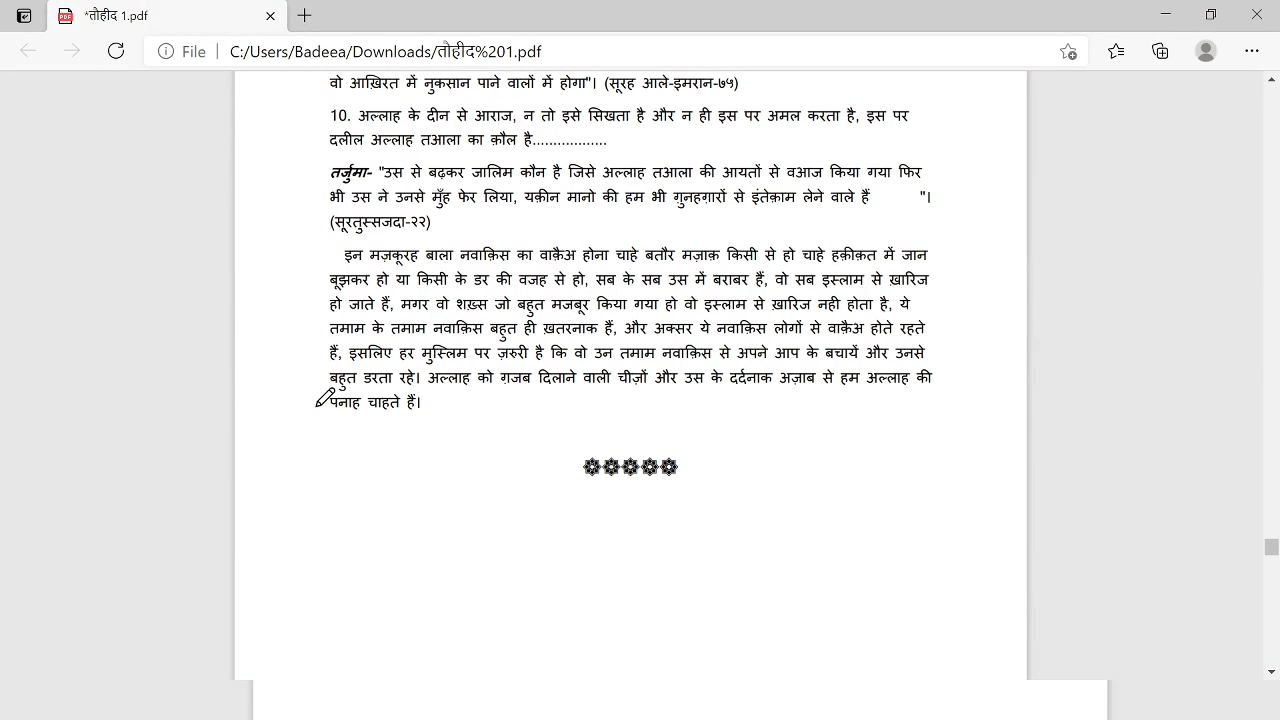 *तौहीद 1.pdf
File
C:/Users/Badeea/Downloads/तौहीद%201.pdf
वो आख़िरत में नुकसान पाने वालों में होगा"। (सूरह आले-इमरान-७५)
10. अल्लाह के दीन से आराज, न तो इसे सिखता है और न ही इस पर अमल करता है, इस पर
दलील अल्लाह तआला का क़ौल है..................
तर्जुमा- "उस से बढ़कर जालिम कौन है जिसे अल्लाह तआला की आयतों से वआज किया गया फिर
भी उस ने उनसे मुँह फेर लिया, यक़ीन मानो की हम भी गुनहग़ारों से इंतेक़ाम लेने वाले हैं "।
(सूरतुस्सजदा-२२)
इन मज़कूरह बाला नवाक़िस का वाक़ैअ होना चाहे बतौर मज़ाक़ किसी से हो चाहे हक़ीक़त में जान
बूझकर हो या किसी के डर की वजह से हो, सब के सब उस में बराबर हैं, वो सब इस्लाम से ख़ारिज
हो जाते हैं, मगर वो शख़्स जो बहुत मजबूर किया गया हो वो इस्लाम से ख़ारिज नही होता है, ये
तमाम के तमाम नवाक़िस बहुत ही ख़तरनाक हैं, और अक्सर ये नवाक़िस लोगों से वाक़ैअ होते रहते
हैं, इसलिए हर मुस्लिम पर ज़रुरी है कि वो उन तमाम नवाक़िस से अपने आप के बचायें और उनसे
बहुत डरता रहे। अल्लाह को ग़जब दिलाने वाली चीज़ों और उस के दर्दनाक अज़ाब से हम अल्लाह की
पनाह चाहते हैं।